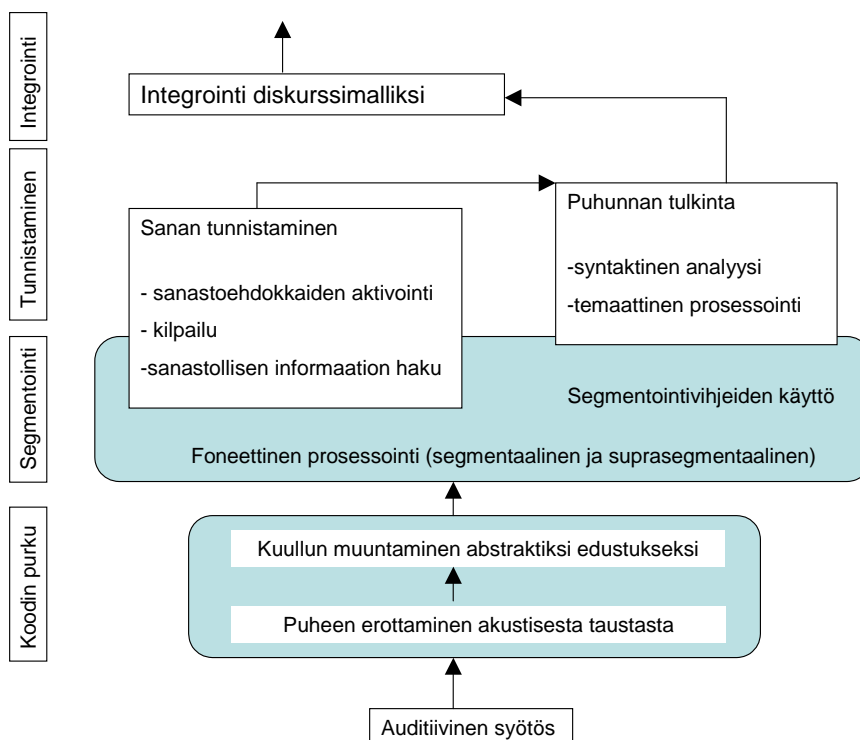 Integrointi
Integrointi diskurssimalliksi
Tunnistaminen
Sanan tunnistaminen
- sanastoehdokkaiden aktivointi
- kilpailu
-sanastollisen informaation haku
Puhunnan tulkinta
-syntaktinen analyysi
-temaattinen prosessointi
Segmentointi
Segmentointivihjeiden käyttö
Foneettinen prosessointi (segmentaalinen ja suprasegmentaalinen)
Koodin purku
Kuullun muuntaminen abstraktiksi edustukseksi
Puheen erottaminen akustisesta taustasta
Auditiivinen syötös